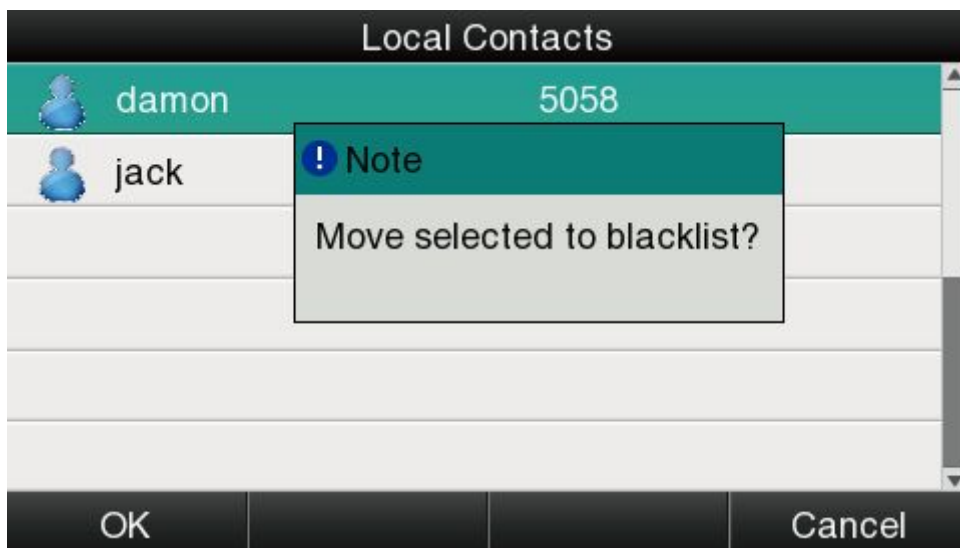 Local Contacts
damon 5058
jack
Note
Move selected to blacklist?
OK Cancel